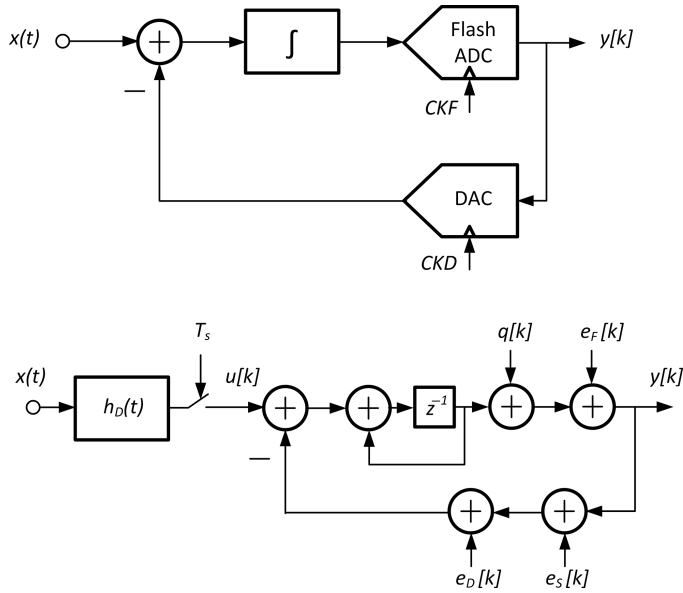 x(t)
∫
Flash
ADC
y[k]
CKF
DAC
CKD
T_s
q[k]
e_F[k]
x(t)
h_D(t)
u[k]
z⁻¹
y[k]
e_D[k]
e_S[k]